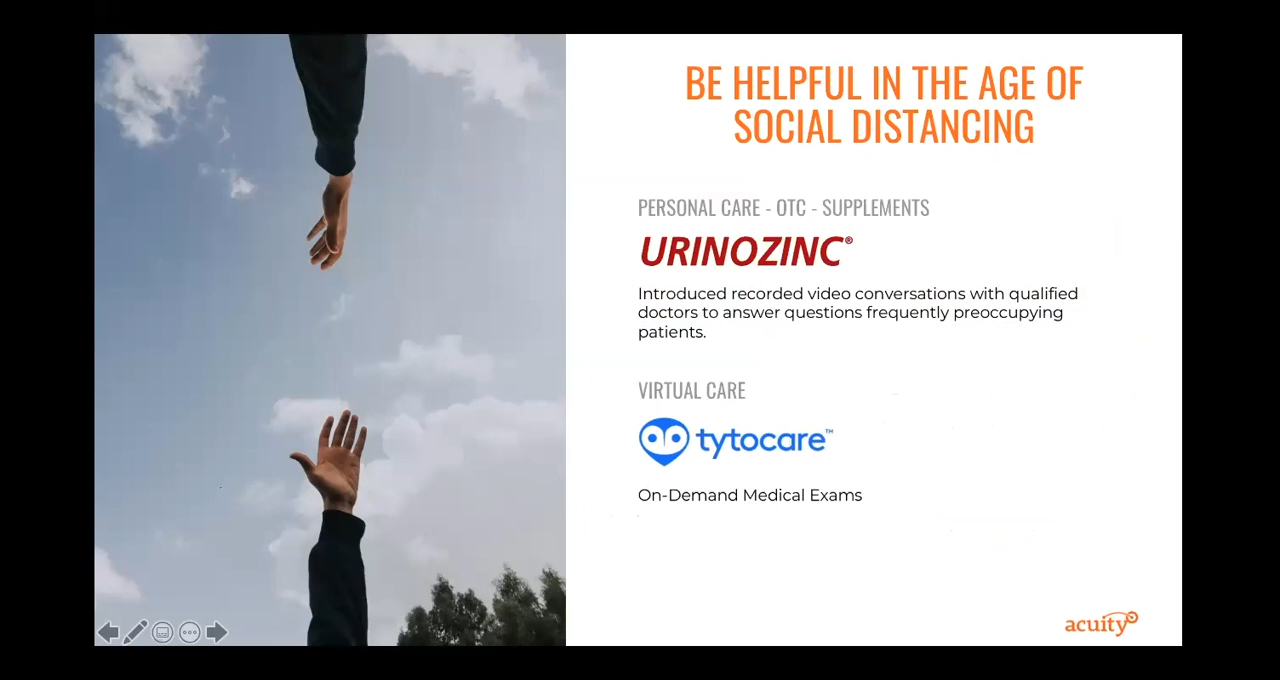 BE HELPFUL IN THE AGE OF
SOCIAL DISTANCING
PERSONAL CARE - OTC - SUPPLEMENTS
URINOZINC®
Introduced recorded video conversations with qualified
doctors to answer questions frequently preoccupying
patients.
VIRTUAL CARE
tytocare™
On-Demand Medical Exams
acuity